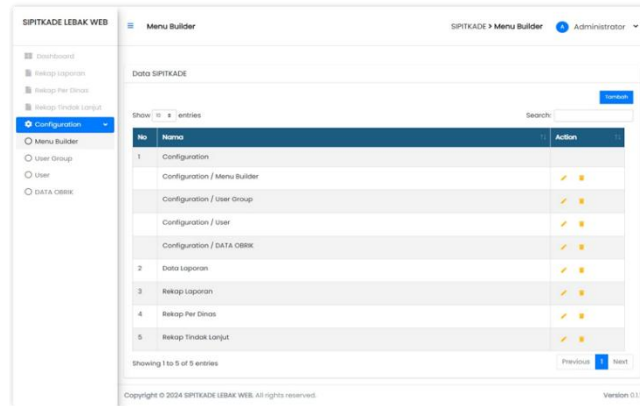 SIPITKADE LEBAK WEB
Menu Builder
SIPITKADE > Menu Builder
A
Administrator
Dashboard
Rekap Laporan
Rekap Per Dinas
Rekap Tindak Lanjut
Configuration
Menu Builder
User Group
User
DATA OBRIK
Data SIPITKADE
Tambah
Show 10 entries
Search:
No Nama Action
1 Configuration
Configuration / Menu Builder
Configuration / User Group
Configuration / User
Configuration / DATA OBRIK
2 Data Laporan
3 Rekap Laporan
4 Rekap Per Dinas
5 Rekap Tindak Lanjut
Showing 1 to 5 of 5 entries
Previous 1 Next
Copyright © 2024 SIPITKADE LEBAK WEB. All rights reserved.
Version